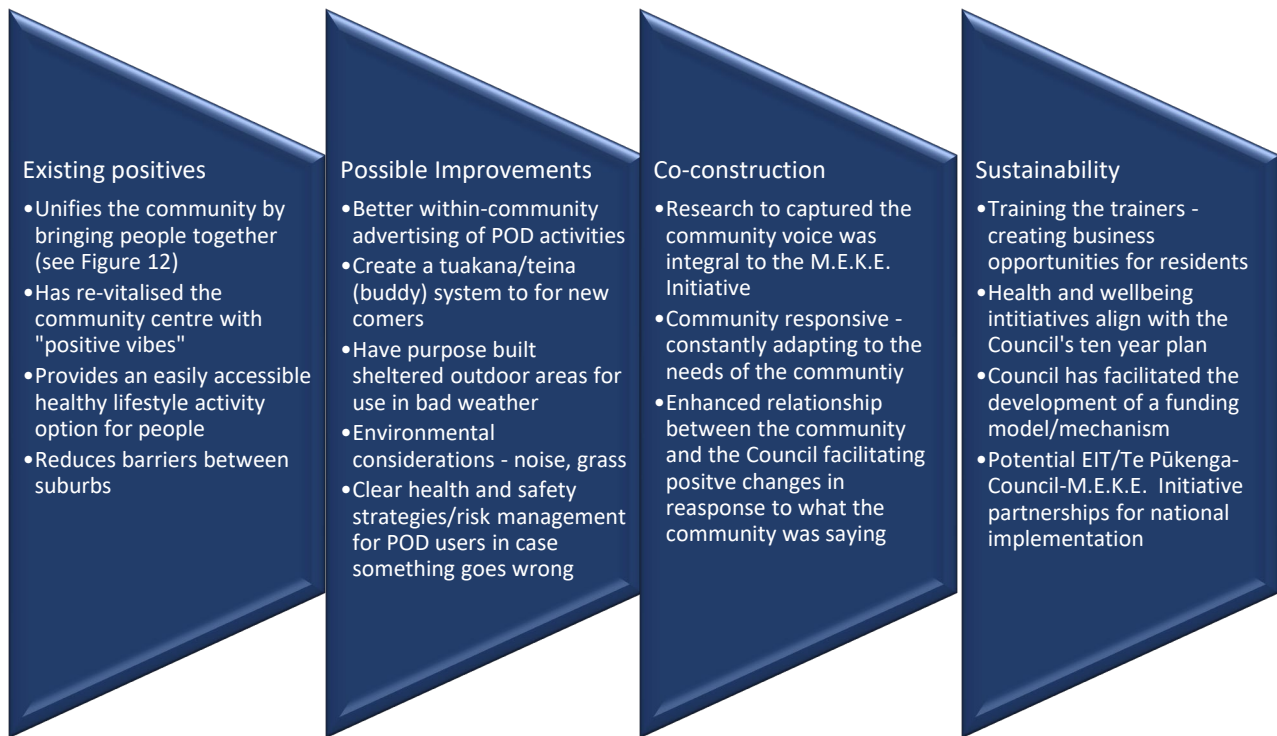 Existing positives
•Unifies the community by
bringing people together
(see Figure 12)
•Has re-vitalised the
community centre with
"positive vibes"
•Provides an easily accessible
healthy lifestyle activity
option for people
•Reduces barriers between
suburbs
Possible Improvements
•Better within-community
advertising of POD activities
•Create a tuakana/teina
(buddy) system to for new
comers
•Have purpose built
sheltered outdoor areas for
use in bad weather
•Environmental
considerations - noise, grass
•Clear health and safety
strategies/risk management
for POD users in case
something goes wrong
Co-construction
•Research to captured the
community voice was
integral to the M.E.K.E.
Initiative
•Community responsive -
constantly adapting to the
needs of the communtiy
•Enhanced relationship
between the community
and the Council facilitating
positve changes in
reasponse to what the
community was saying
Sustainability
•Training the trainers -
creating business
opportunities for residents
•Health and wellbeing
intitiatives align with the
Council's ten year plan
•Council has facilitated the
development of a funding
model/mechanism
•Potential EIT/Te Pūkenga-
Council-M.E.K.E. Initiative
partnerships for national
implementation